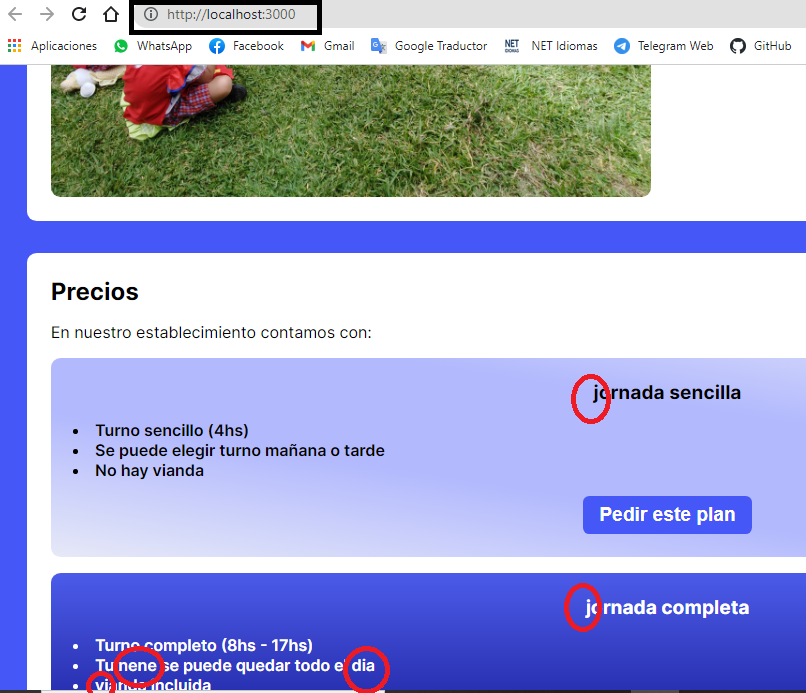 http://localhost:3000
Aplicaciones WhatsApp Facebook Gmail Google Traductor NET IDIOMAS NET Idiomas Telegram Web GitHub
Precios
En nuestro establecimiento contamos con:
jornada sencilla
• Turno sencillo (4hs)
• Se puede elegir turno mañana o tarde
• No hay vianda
Pedir este plan
jornada completa
• Turno completo (8hs - 17hs)
• Tu nene se puede quedar todo el dia
• vianda incluida